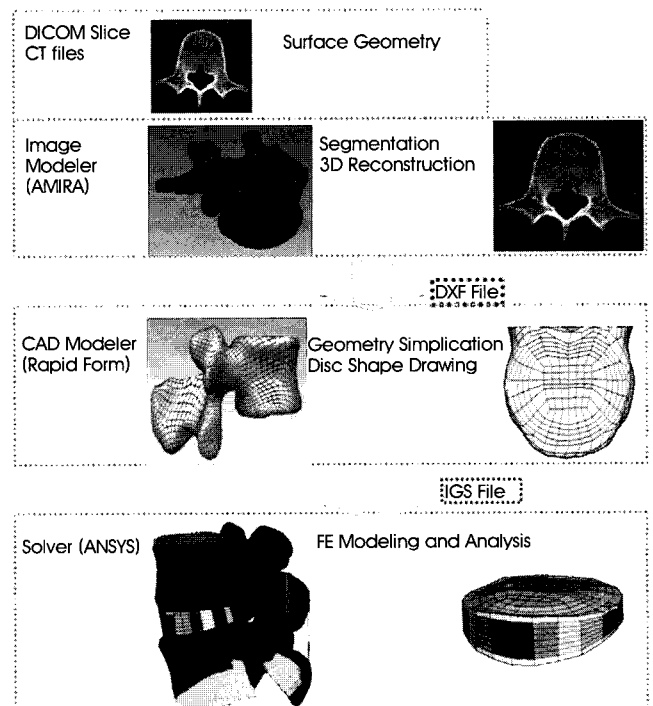 DICOM Slice
CT files
Surface Geometry
Image
Modeler
(AMIRA)
Segmentation
3D Reconstruction
DXF File
CAD Modeler
(Rapid Form)
Geometry Simplication
Disc Shape Drawing
IGS File
Solver (ANSYS)
FE Modeling and Analysis